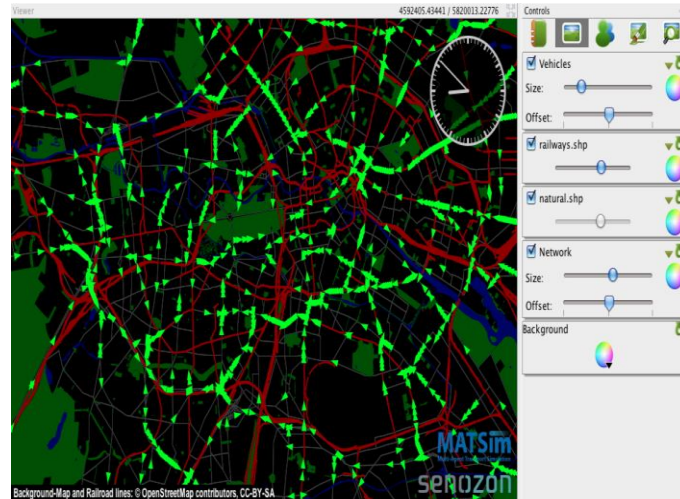 Viewer
4592405.43441 / 5820013.22776
Controls
Vehicles
Size:
Offset:
railways.shp
natural.shp
Network
Size:
Offset:
Background
MATSim
senozon
Background-Map and Railroad lines: © OpenStreetMap contributors, CC-BY-SA